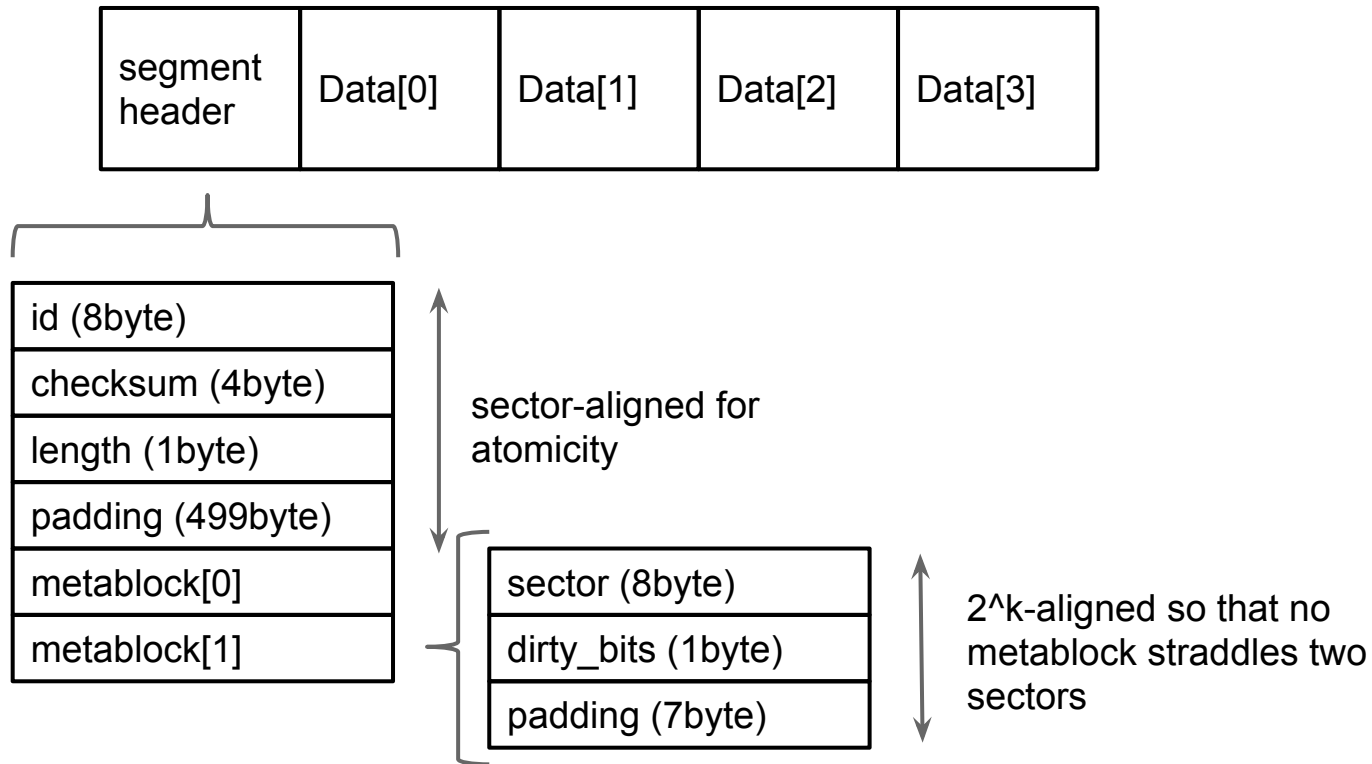 segment
header
Data[0]
Data[1]
Data[2]
Data[3]
id (8byte)
checksum (4byte)
length (1byte)
padding (499byte)
metablock[0]
metablock[1]
sector-aligned for
atomicity
sector (8byte)
dirty_bits (1byte)
padding (7byte)
2^k-aligned so that no
metablock straddles two
sectors